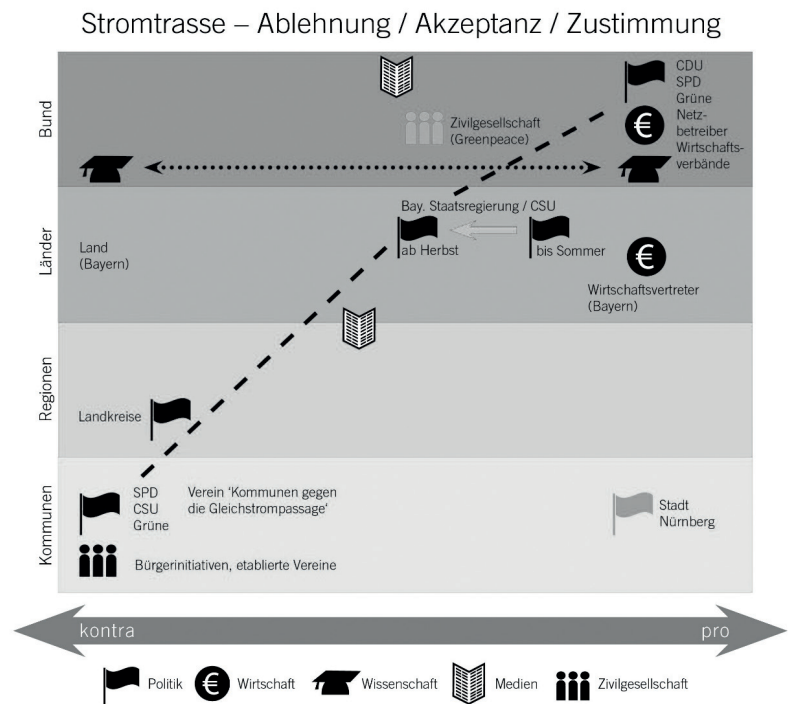 Stromtrasse – Ablehnung / Akzeptanz / Zustimmung
Bund
CDU
SPD
Grüne
€
Netz-
betreiber
Wirtschafts-
verbände
Zivilgesellschaft
(Greenpeace)
Länder
Bay. Staatsregierung / CSU
ab Herbst
bis Sommer
Land
(Bayern)
€
Wirtschaftsvertreter
(Bayern)
Regionen
Landkreise
Kommunen
SPD
CSU
Grüne
Verein ‘Kommunen gegen
die Gleichstrompassage‘
Stadt
Nürnberg
Bürgerinitiativen, etablierte Vereine
kontra
pro
Politik
€
Wirtschaft
Wissenschaft
Medien
Zivilgesellschaft